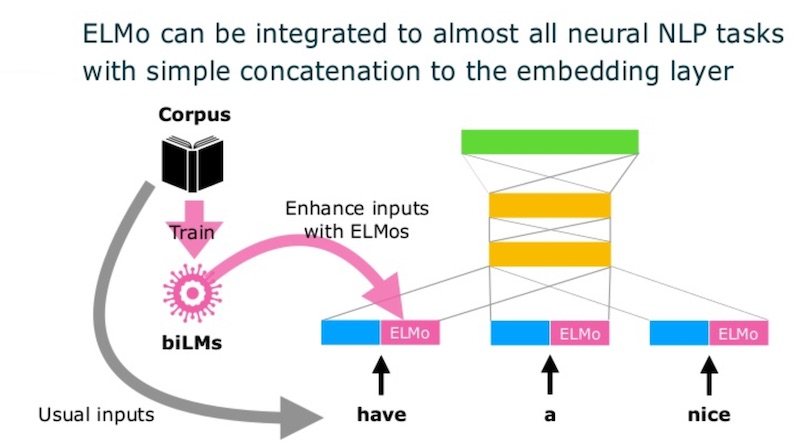 ELMo can be integrated to almost all neural NLP tasks
with simple concatenation to the embedding layer
Corpus
Train
Enhance inputs
with ELMos
biLMs
ELMo
ELMo
ELMo
Usual inputs
have
a
nice